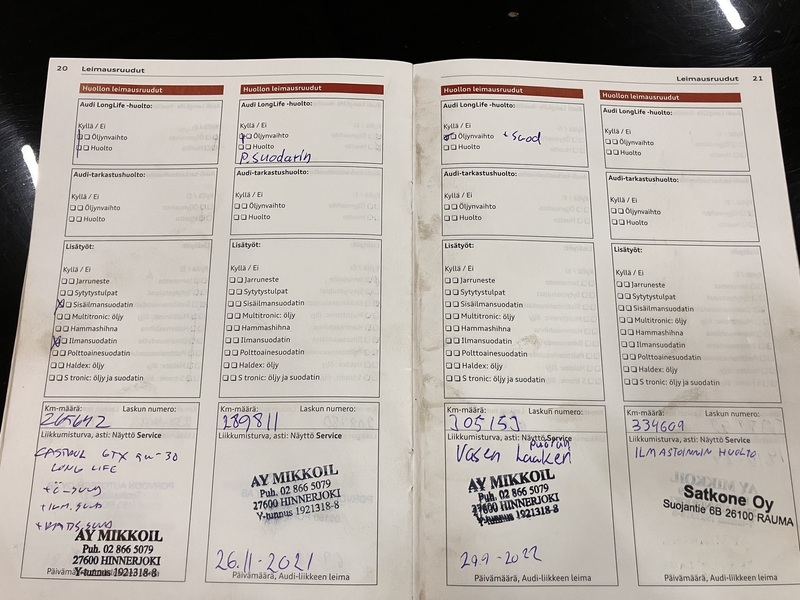 20 Leimausruudut
Huollon leimausruudut
Audi LongLife -huolto:
Kyllä / Ei
Öljynvaihto
Huolto
Audi-tarkastushuolto:
Kyllä / Ei
Öljynvaihto
Huolto
Lisätyöt:
Kyllä / Ei
Jarruneste
Sytytystulpat
Sisäilmansuodatin
Multitronic: öljy
Hammashihna
Ilmansuodatin
Polttoainesuodatin
Haldex: öljy
S tronic: öljy ja suodatin
Km-määrä: Laskun numero:
265642
CASTROL GTX 5W-30
LONG LIFE
+Ö-SUOD
+ILM.SUOD
AY MIKKOIL
Puh. 02 866 5079
27600 HINNERJOKI
Y-tunnus 1921318-8
Huollon leimausruudut
Audi LongLife -huolto:
Kyllä / Ei
Öljynvaihto
Huolto
P.suodatin
Audi-tarkastushuolto:
Kyllä / Ei
Öljynvaihto
Huolto
Lisätyöt:
Kyllä / Ei
Jarruneste
Sytytystulpat
Sisäilmansuodatin
Multitronic: öljy
Hammashihna
Ilmansuodatin
Polttoainesuodatin
Haldex: öljy
S tronic: öljy ja suodatin
Km-määrä: Laskun numero:
289811
Liikkumisturva, asti: Näyttö Service
AY MIKKOIL
Puh. 02 866 5079
27600 HINNERJOKI
Y-tunnus 1921318-8
26.11-2021
Päivämäärä, Audi-liikkeen leima
Leimausruudut 21
Huollon leimausruudut
Audi LongLife -huolto:
Kyllä / Ei
Öljynvaihto +suod
Huolto
Audi-tarkastushuolto:
Kyllä / Ei
Öljynvaihto
Huolto
Lisätyöt:
Kyllä / Ei
Jarruneste
Sytytystulpat
Sisäilmansuodatin
Multitronic: öljy
Hammashihna
Ilmansuodatin
Polttoainesuodatin
Haldex: öljy
S tronic: öljy ja suodatin
Km-määrä: Laskun numero:
305153
Liikkumisturva, asti: Näyttö Service
puolan
Vasen Laakeri
AY MIKKOIL
Puh. 02 866 5079
27600 HINNERJOKI
Y-tunnus 1921318-8
29.9-2022
Päivämäärä, Audi-liikkeen leima
Huollon leimausruudut
Audi LongLife -huolto:
Kyllä / Ei
Öljynvaihto
Huolto
Audi-tarkastushuolto:
Kyllä / Ei
Öljynvaihto
Huolto
Lisätyöt:
Kyllä / Ei
Jarruneste
Sytytystulpat
Sisäilmansuodatin
Multitronic: öljy
Hammashihna
Ilmansuodatin
Polttoainesuodatin
Haldex: öljy
S tronic: öljy ja suodatin
Km-määrä: Laskun numero:
334609
Liikkumisturva, asti: Näyttö Service
ILMASTOINNIN HUOLTO
Satkone Oy
Suojantie 6B 26100 RAUMA
Päivämäärä, Audi-liikkeen leima